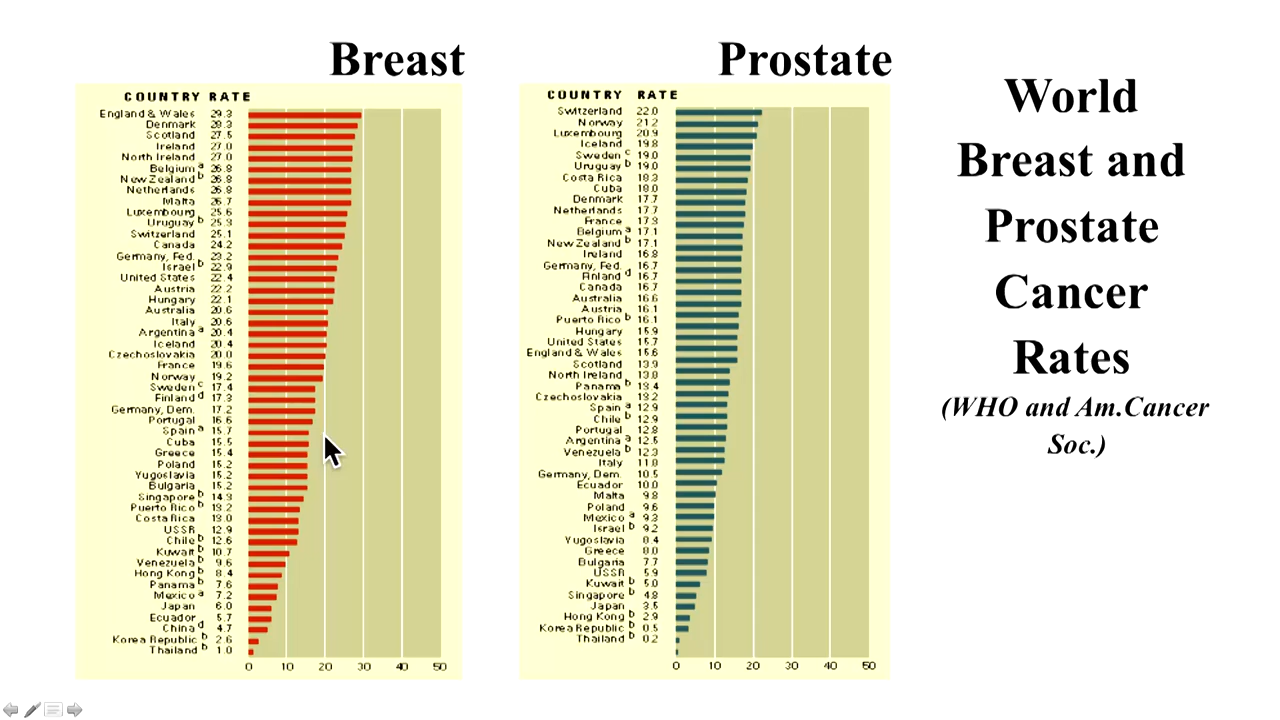 Breast
COUNTRY RATE
England & Wales 29.3
Denmark 28.3
Scotland 27.5
Ireland 27.0
North Ireland 27.0
Belgium a 26.8
New Zealand b 26.8
Netherlands 26.8
Malta 26.7
Luxembourg 25.6
Uruguay b 25.3
Switzerland 25.1
Canada 24.2
Germany, Fed. 23.2
Israel b 22.9
United States 22.4
Austria 22.2
Hungary 22.1
Australia 20.6
Italy 20.6
Argentina a 20.4
Iceland 20.4
Czechoslovakia 20.0
France 19.6
Norway 19.2
Sweden c 17.4
Finland d 17.3
Germany, Dem. 17.2
Portugal 16.6
Spain a 15.7
Cuba 15.5
Greece 15.4
Poland 15.2
Yugoslavia 15.2
Bulgaria 15.2
Singapore b 14.3
Puerto Rico b 13.2
Costa Rica 13.0
USSR 12.9
Chile b 12.6
Kuwait b 10.7
Venezuela b 9.6
Hong Kong b 8.4
Panama b 7.6
Mexico a 7.2
Japan 6.0
Ecuador 5.7
China d 4.7
Korea Republic b 2.6
Thailand b 1.0
0 10 20 30 40 50
Prostate
COUNTRY RATE
Switzerland 22.0
Norway 21.2
Luxembourg 20.9
Iceland 19.8
Sweden c 19.0
Uruguay b 19.0
Costa Rica 18.3
Cuba 18.0
Denmark 17.7
Netherlands 17.7
France 17.3
Belgium a 17.1
New Zealand b 17.1
Ireland 16.8
Germany, Fed. 16.7
Finland d 16.7
Canada 16.7
Australia 16.6
Austria 16.1
Puerto Rico b 16.1
Hungary 15.9
United States 15.7
England & Wales 15.6
Scotland 13.9
North Ireland 13.8
Panama b 13.4
Czechoslovakia 13.2
Spain a 12.9
Chile b 12.9
Portugal 12.8
Argentina a 12.5
Venezuela b 12.3
Italy 11.8
Germany, Dem. 10.5
Ecuador 10.0
Malta 9.8
Poland 9.6
Mexico a 9.3
Israel b 9.2
Yugoslavia 8.4
Greece 8.0
Bulgaria 7.7
USSR 5.9
Kuwait b 5.0
Singapore b 4.8
Japan 3.5
Hong Kong b 2.9
Korea Republic b 0.5
Thailand b 0.2
0 10 20 30 40 50
World
Breast and
Prostate
Cancer
Rates
(WHO and Am.Cancer
Soc.)